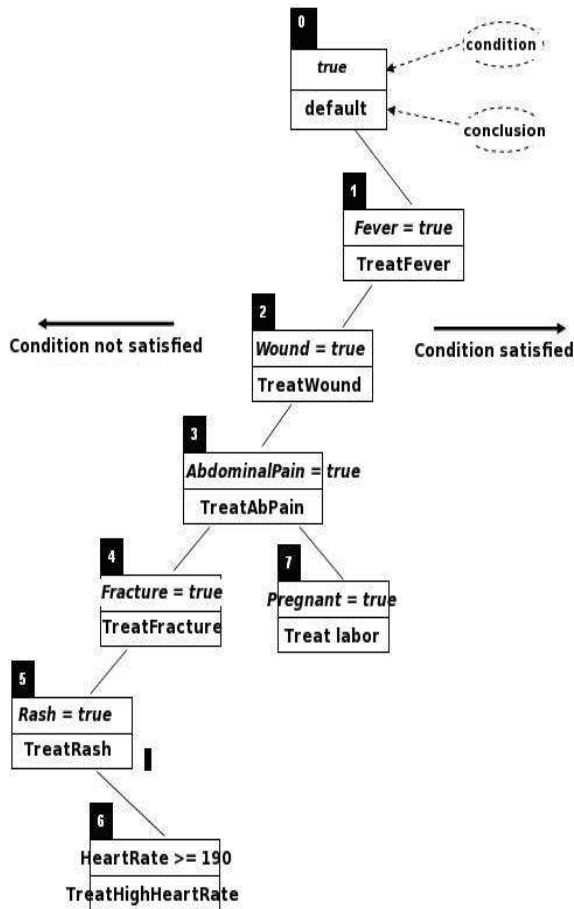 0
true
condition
default
conclusion
1
Fever = true
TreatFever
2
Condition not satisfied
Wound = true
Condition satisfied
TreatWound
3
AbdominalPain = true
TreatAbPain
4
7
Fracture = true
Pregnant = true
TreatFracture
Treat labor
5
Rash = true
TreatRash
6
HeartRate >= 190
TreatHighHeartRate